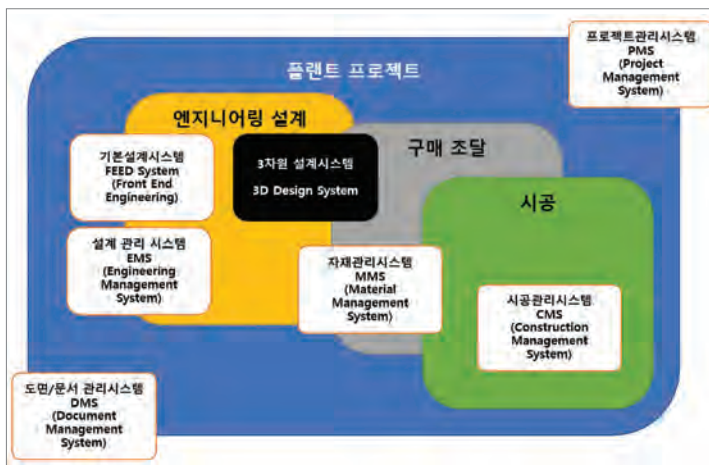 프로젝트관리시스템
PMS
(Project
Management
System)
플랜트 프로젝트
엔지니어링 설계
구매 조달
기본설계시스템
FEED System
(Front End
Engineering)
3차원 설계시스템
3D Design System
시공
설계 관리 시스템
EMS
(Engineering
Management
System)
자재관리시스템
MMS
(Material
Management
System)
시공관리시스템
CMS
(Construction
Management
System)
도면/문서 관리시스템
DMS
(Document
Management
System)